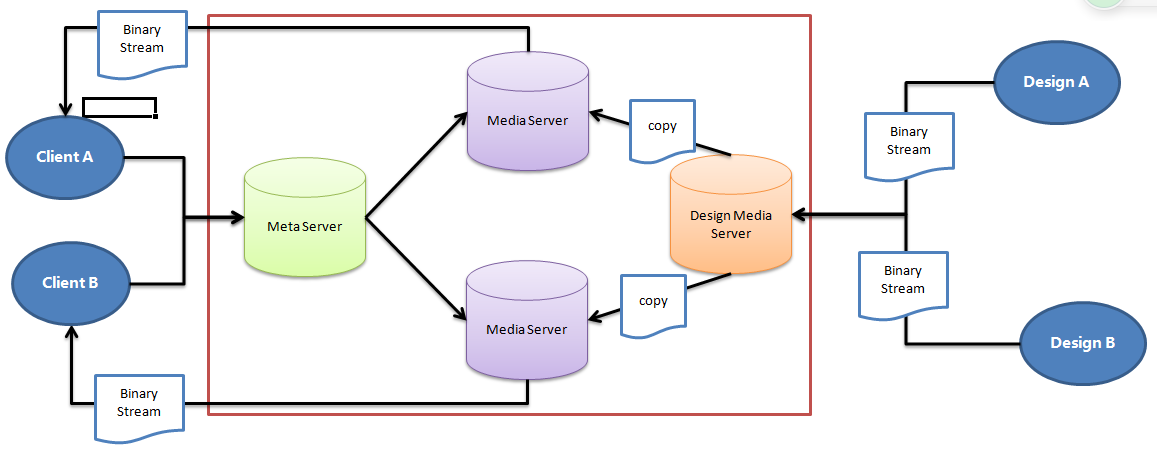 Binary
Stream
Design A
Media Server
copy
Binary
Stream
Client A
Meta Server
Design Media
Server
Client B
Binary
Stream
copy
Media Server
Design B
Binary
Stream